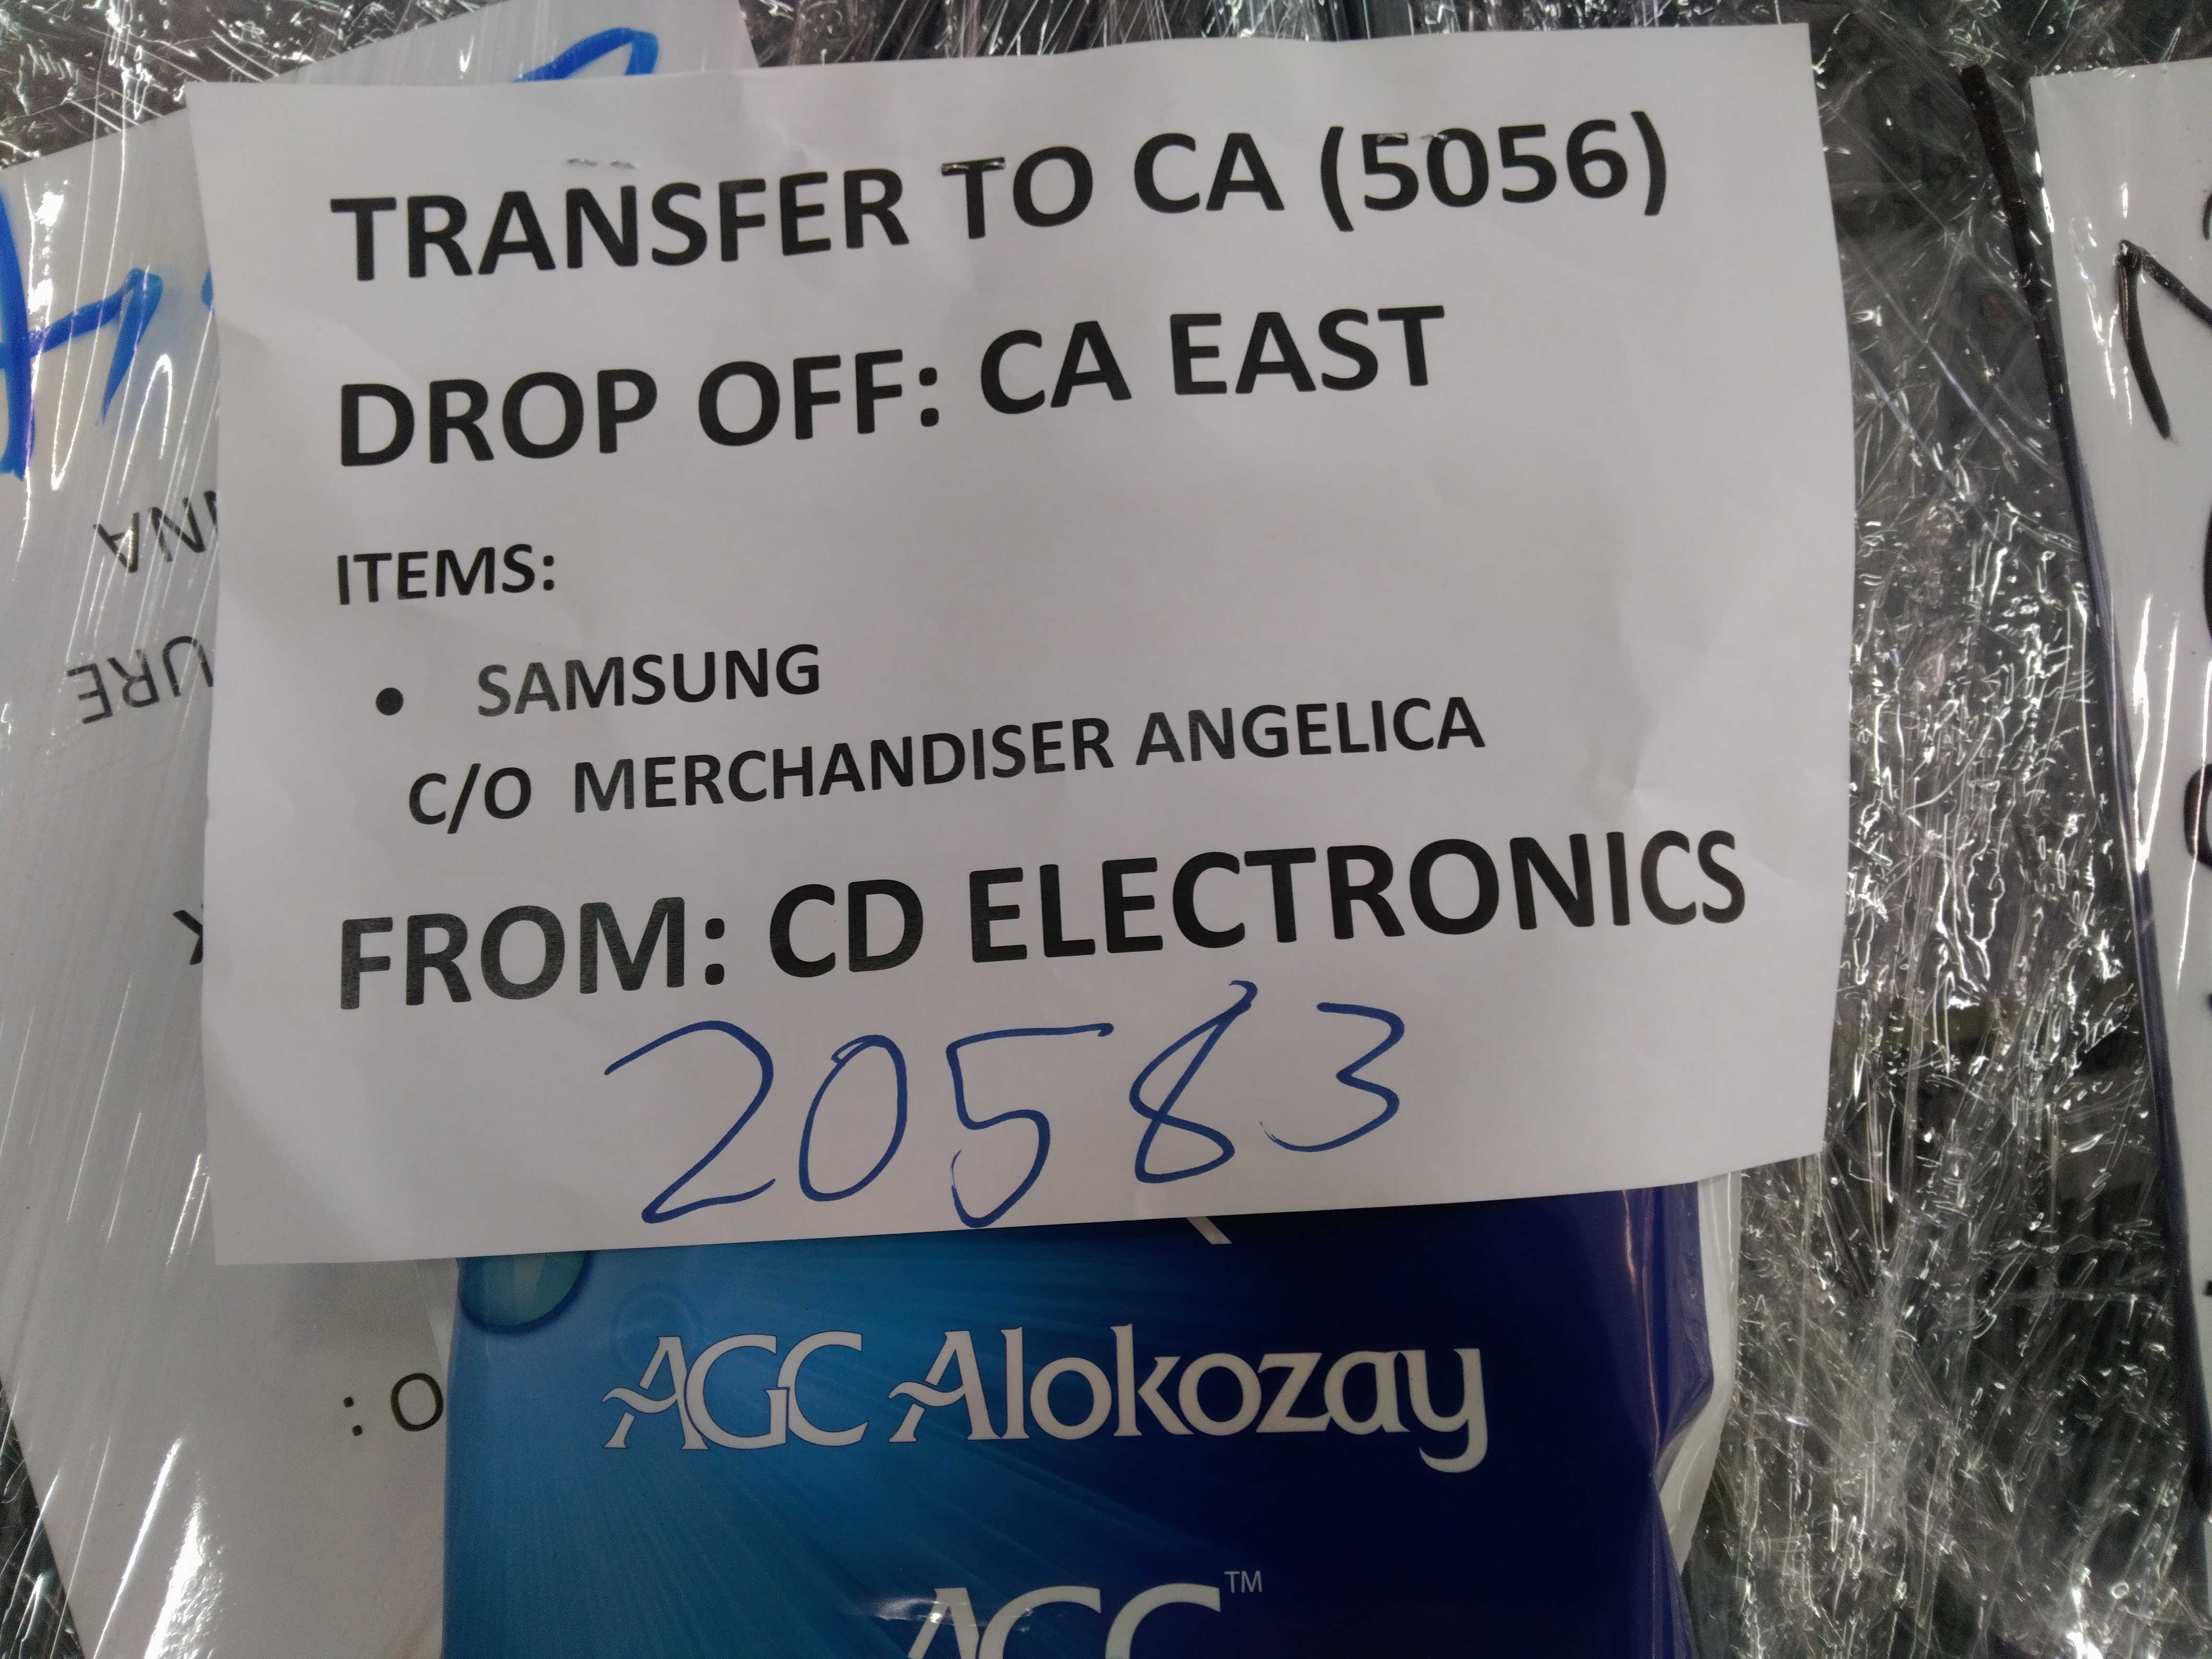 TRANSFER TO CA (5056)
DROP OFF: CA EAST
ITEMS:
• SAMSUNG
C/O MERCHANDISER ANGELICA
FROM: CD ELECTRONICS
20583
AGC Alokozay
AGC™